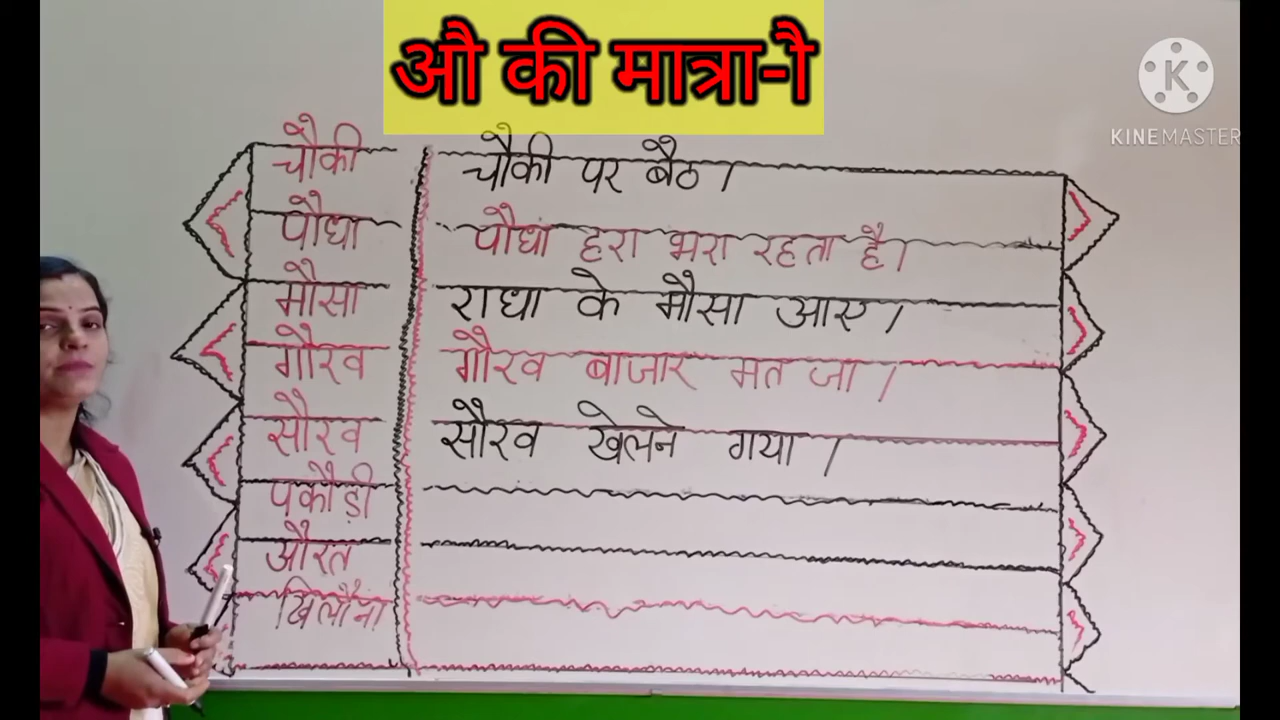 औ की मात्रा-ौ
KINEMASTER
चौकी चौकी पर बैठ।
पौधा पौधा हरा भरा रहता है।
मौसा राधा के मौसा आए।
गौरव गौरव बाजार मत जा।
सौरव सौरव खेलने गया।
पकौड़ी
औरत
खिलौना